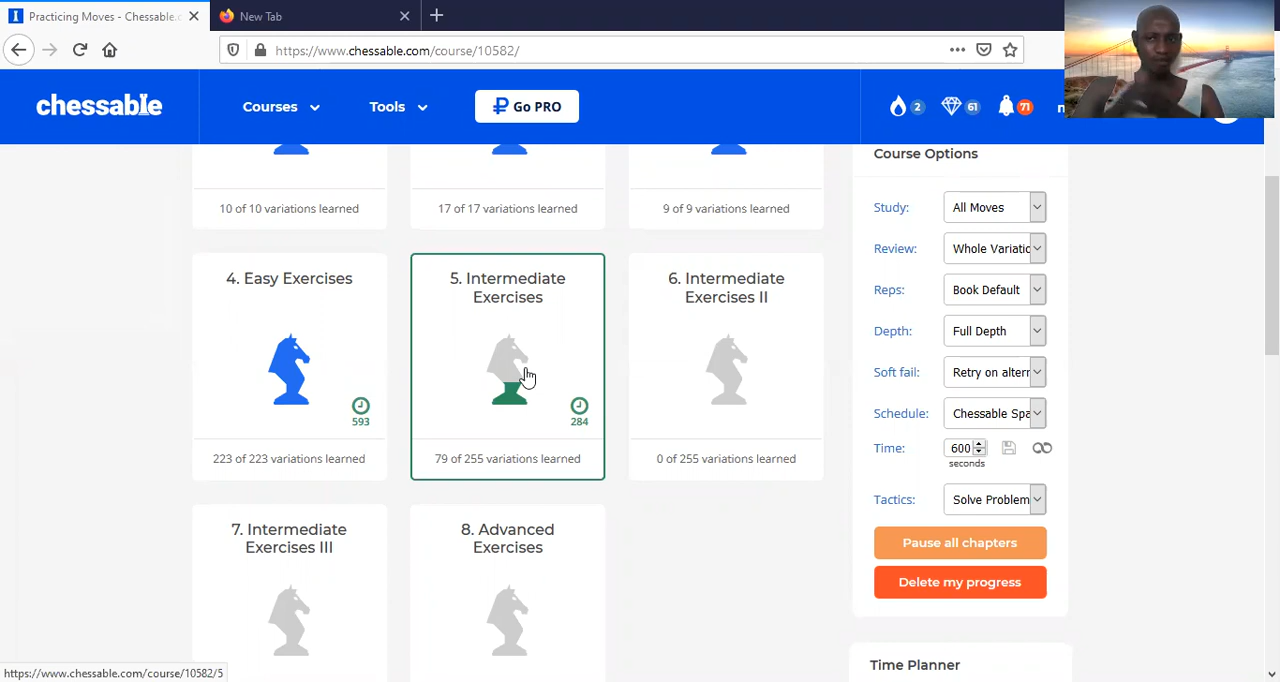 Practicing Moves - Chessable.c
New Tab
https://www.chessable.com/course/10582/
chessable
Courses
Tools
Go PRO
2
61
71
10 of 10 variations learned
17 of 17 variations learned
9 of 9 variations learned
Course Options
Study:
All Moves
Review:
Whole Variatio
Reps:
Book Default
Depth:
Full Depth
Soft fail:
Retry on altern
Schedule:
Chessable Spa
Time:
600
seconds
Tactics:
Solve Problem
Pause all chapters
Delete my progress
Time Planner
4. Easy Exercises
593
223 of 223 variations learned
5. Intermediate
Exercises
284
79 of 255 variations learned
6. Intermediate
Exercises II
0 of 255 variations learned
7. Intermediate
Exercises III
8. Advanced
Exercises
https://www.chessable.com/course/10582/5